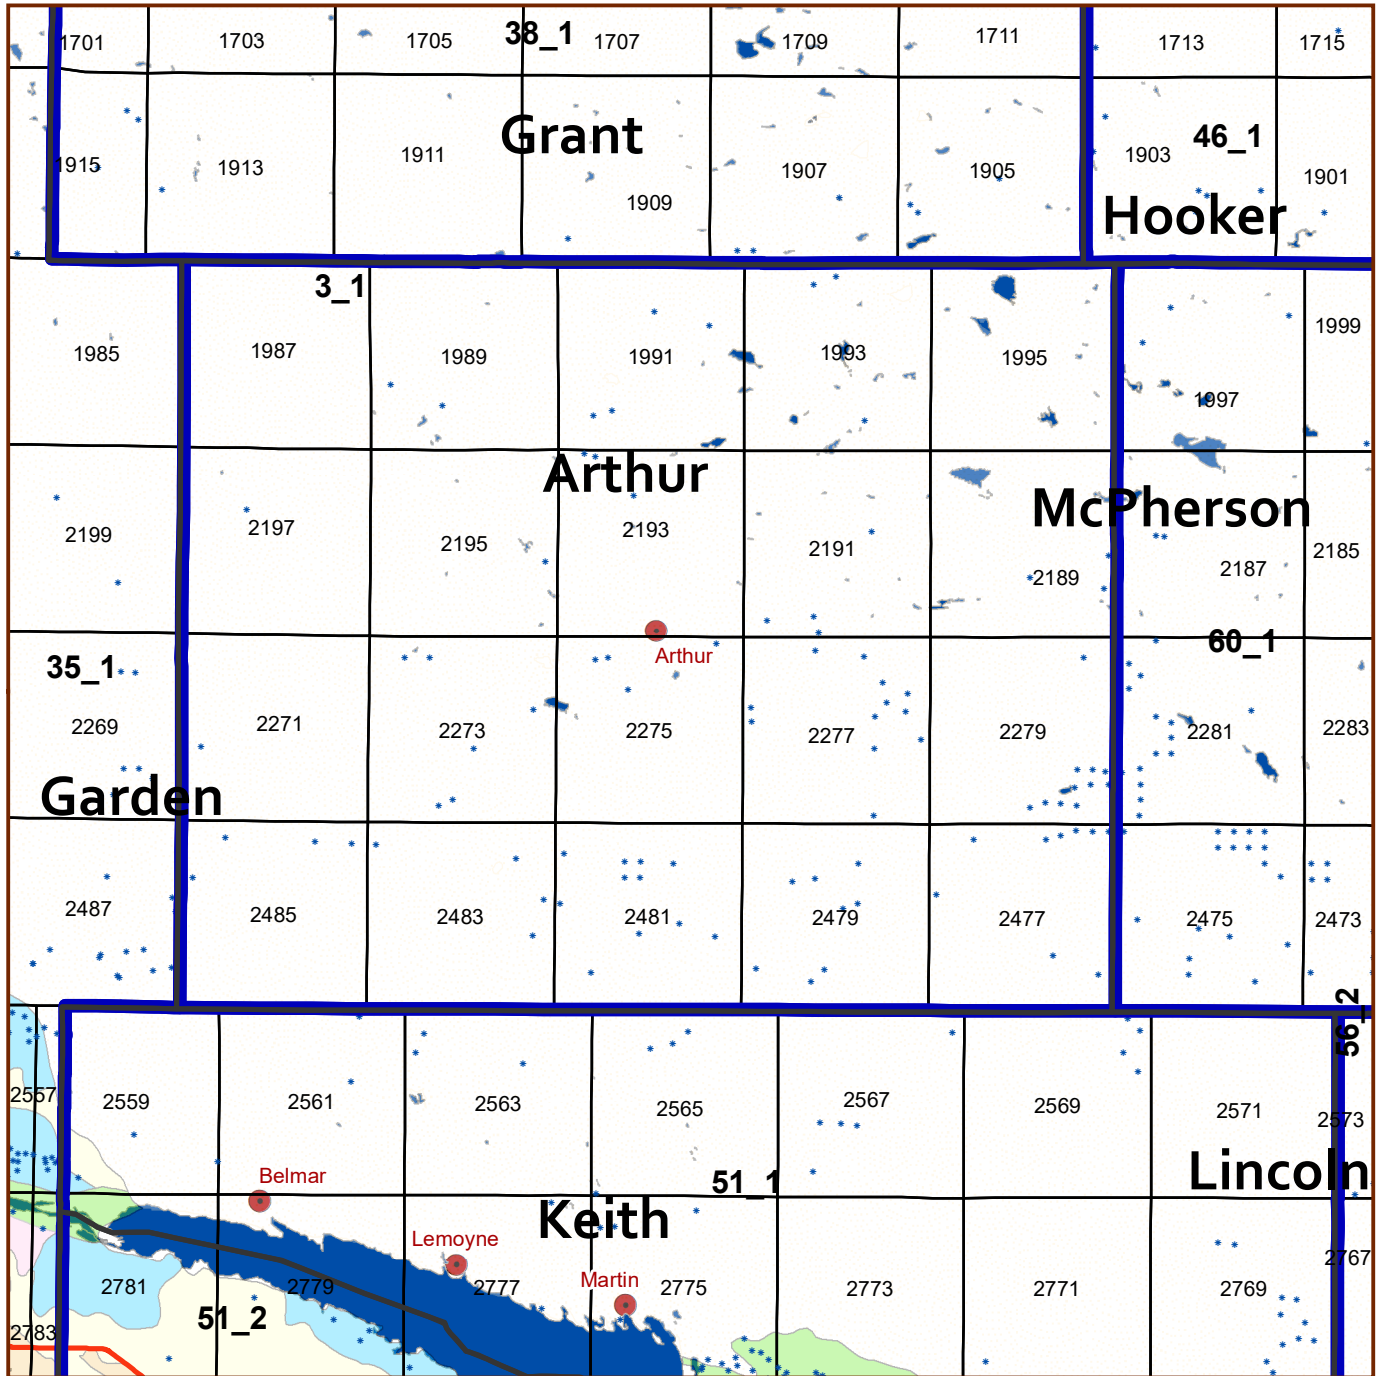 1701 1703 1705 38_1 1707 1709 1711 1713 1715
Grant
46_1
1915 1913 1911 1909 1907 1905 1903 1901
Hooker
3_1
1985 1987 1989 1991 1993 1995 1997 1999
Arthur
McPherson
2199 2197 2195 2193 2191 2189 2187 2185
Arthur
35_1
60_1
2269 2271 2273 2275 2277 2279 2281 2283
Garden
2487 2485 2483 2481 2479 2477 2475 2473
56_2
2557 2559 2561 2563 2565 2567 2569 2571 2573
Belmar
51_1
Lincoln
Keith
Lemoyne
Martin
2781 2779 2777 2775 2773 2771 2769 2767
51_2
2783